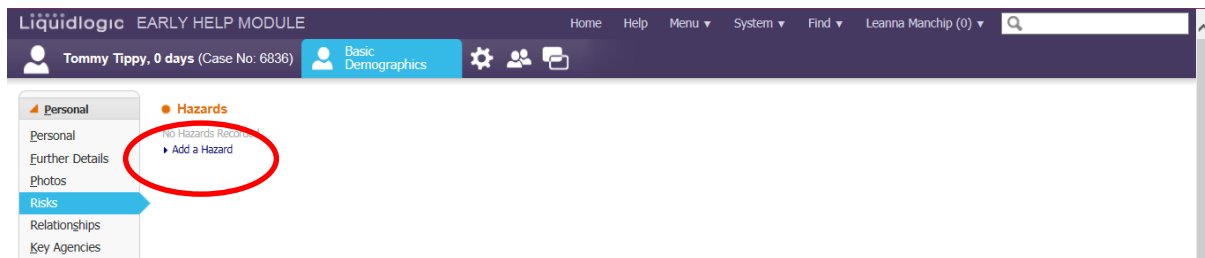 Liquidlogic EARLY HELP MODULE Home Help Menu System Find Leanna Manchip (0)
Tommy Tippy, 0 days (Case No: 6836) Basic Demographics
Personal
Personal
Further Details
Photos
Risks
Relationships
Key Agencies
Hazards
No Hazards Recorded
Add a Hazard